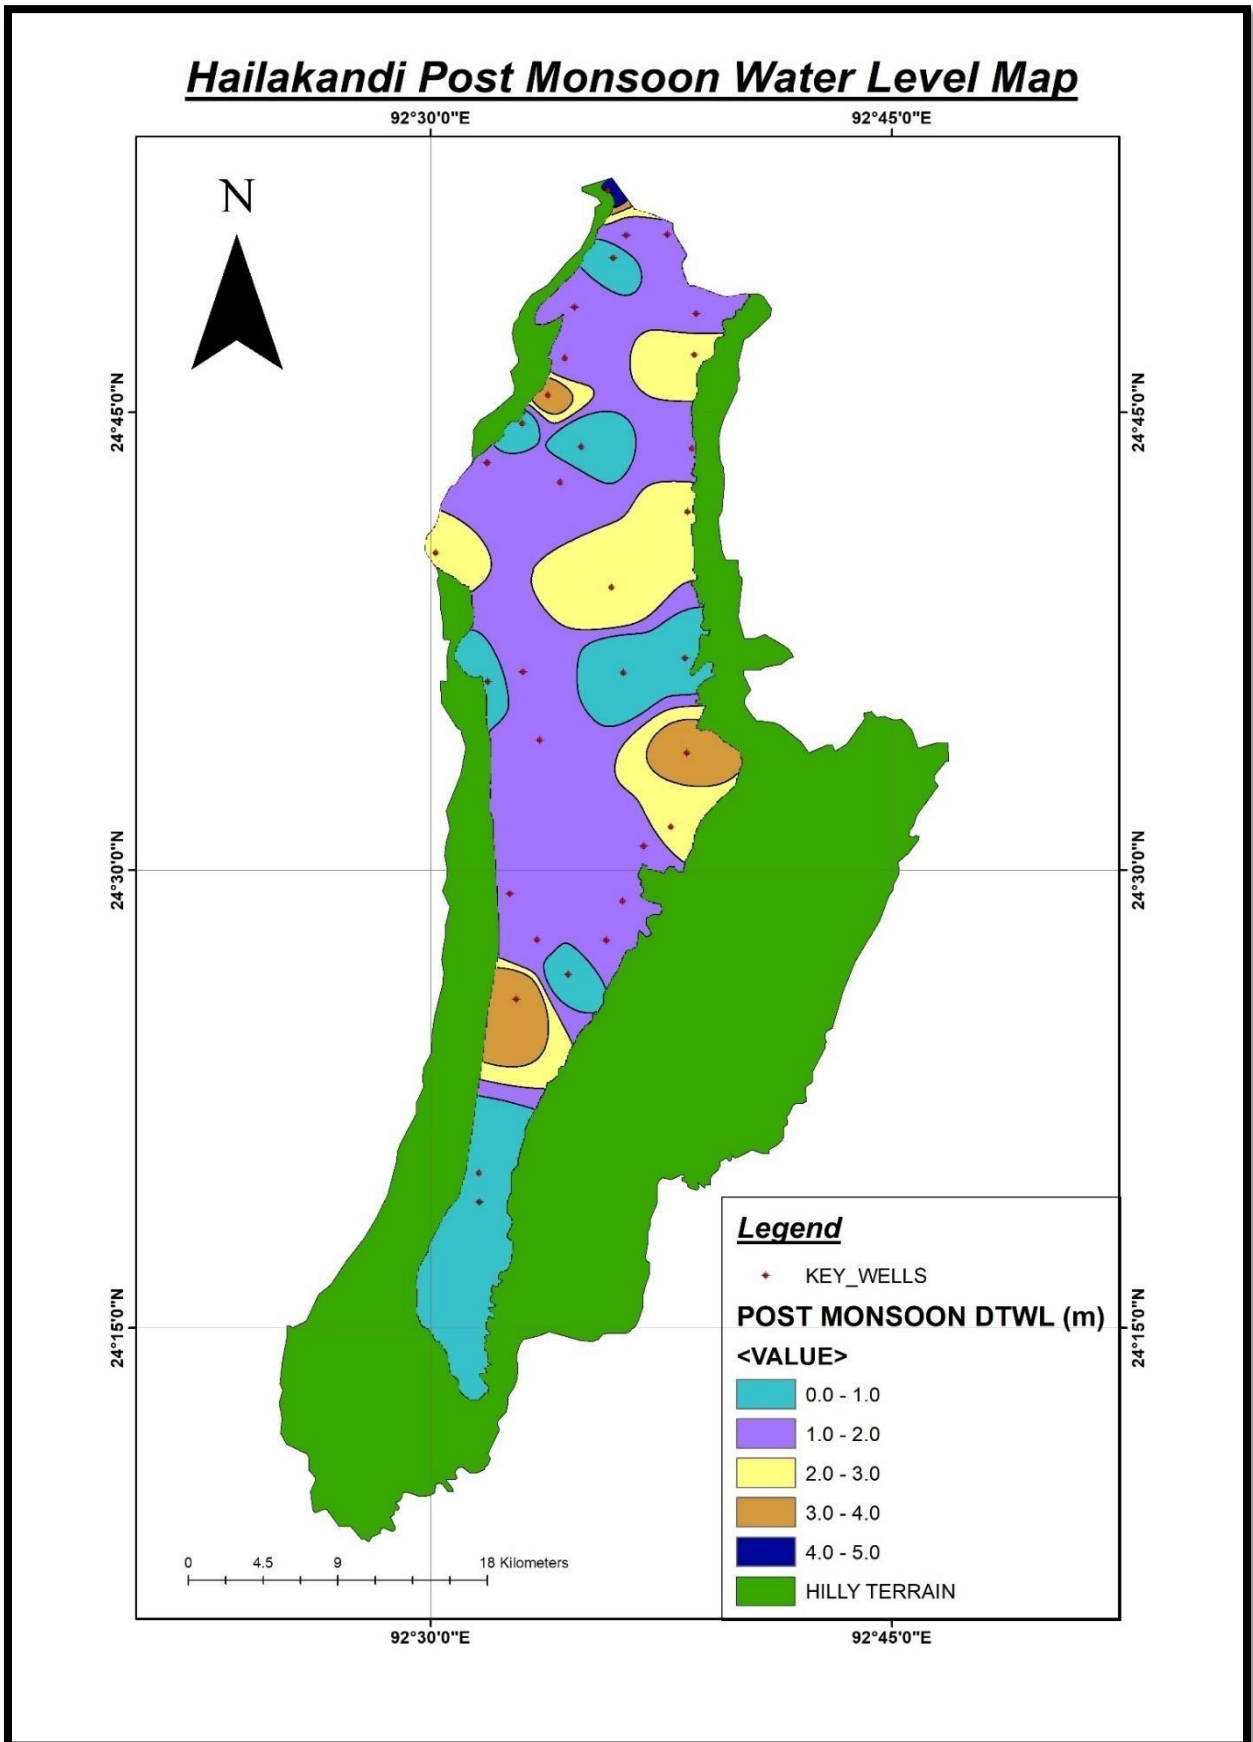 Hailakandi Post Monsoon Water Level Map
92°30'0"E 92°45'0"E
N
24°45'0"N 24°45'0"N
24°30'0"N 24°30'0"N
24°15'0"N 24°15'0"N
Legend
KEY_WELLS
POST MONSOON DTWL (m)
<VALUE>
0.0 - 1.0
1.0 - 2.0
2.0 - 3.0
3.0 - 4.0
4.0 - 5.0
HILLY TERRAIN
0 4.5 9 18 Kilometers
92°30'0"E 92°45'0"E